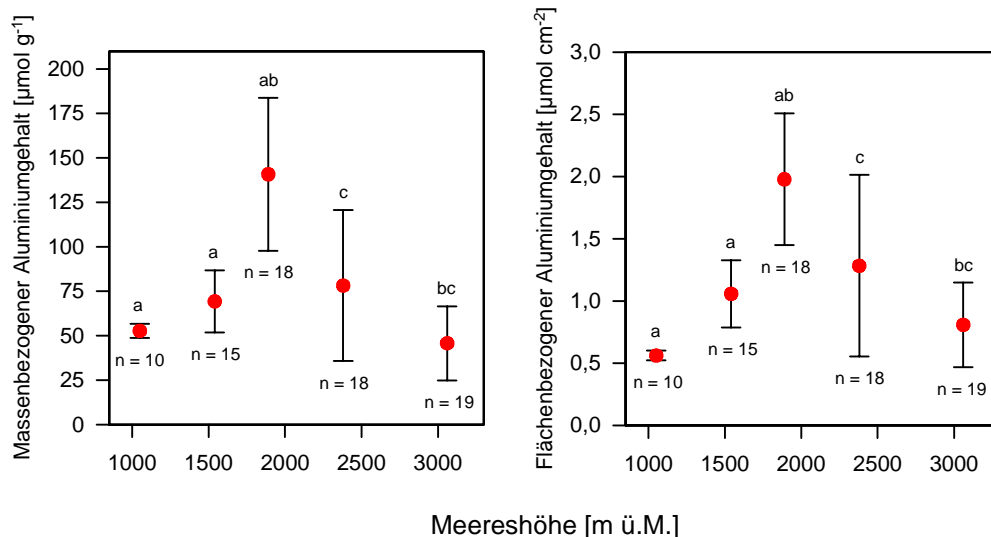 Massenbezogener Aluminiumgehalt [µmol g⁻¹]
200
175
150
125
100
75
50
25
0
a
n = 10
a
n = 15
ab
n = 18
c
n = 18
bc
n = 19
1000 1500 2000 2500 3000
Flächenbezogener Aluminiumgehalt [µmol cm⁻²]
3,0
2,5
2,0
1,5
1,0
0,5
0,0
a
n = 10
a
n = 15
ab
n = 18
c
n = 18
bc
n = 19
1000 1500 2000 2500 3000
Meereshöhe [m ü.M.]